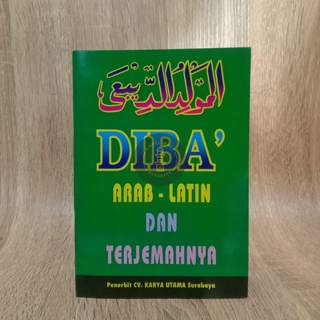 المولد الديبعي
DIBA'
ARAB - LATIN
DAN
TERJEMAHNYA
Penerbit CV. KARYA UTAMA Surabaya